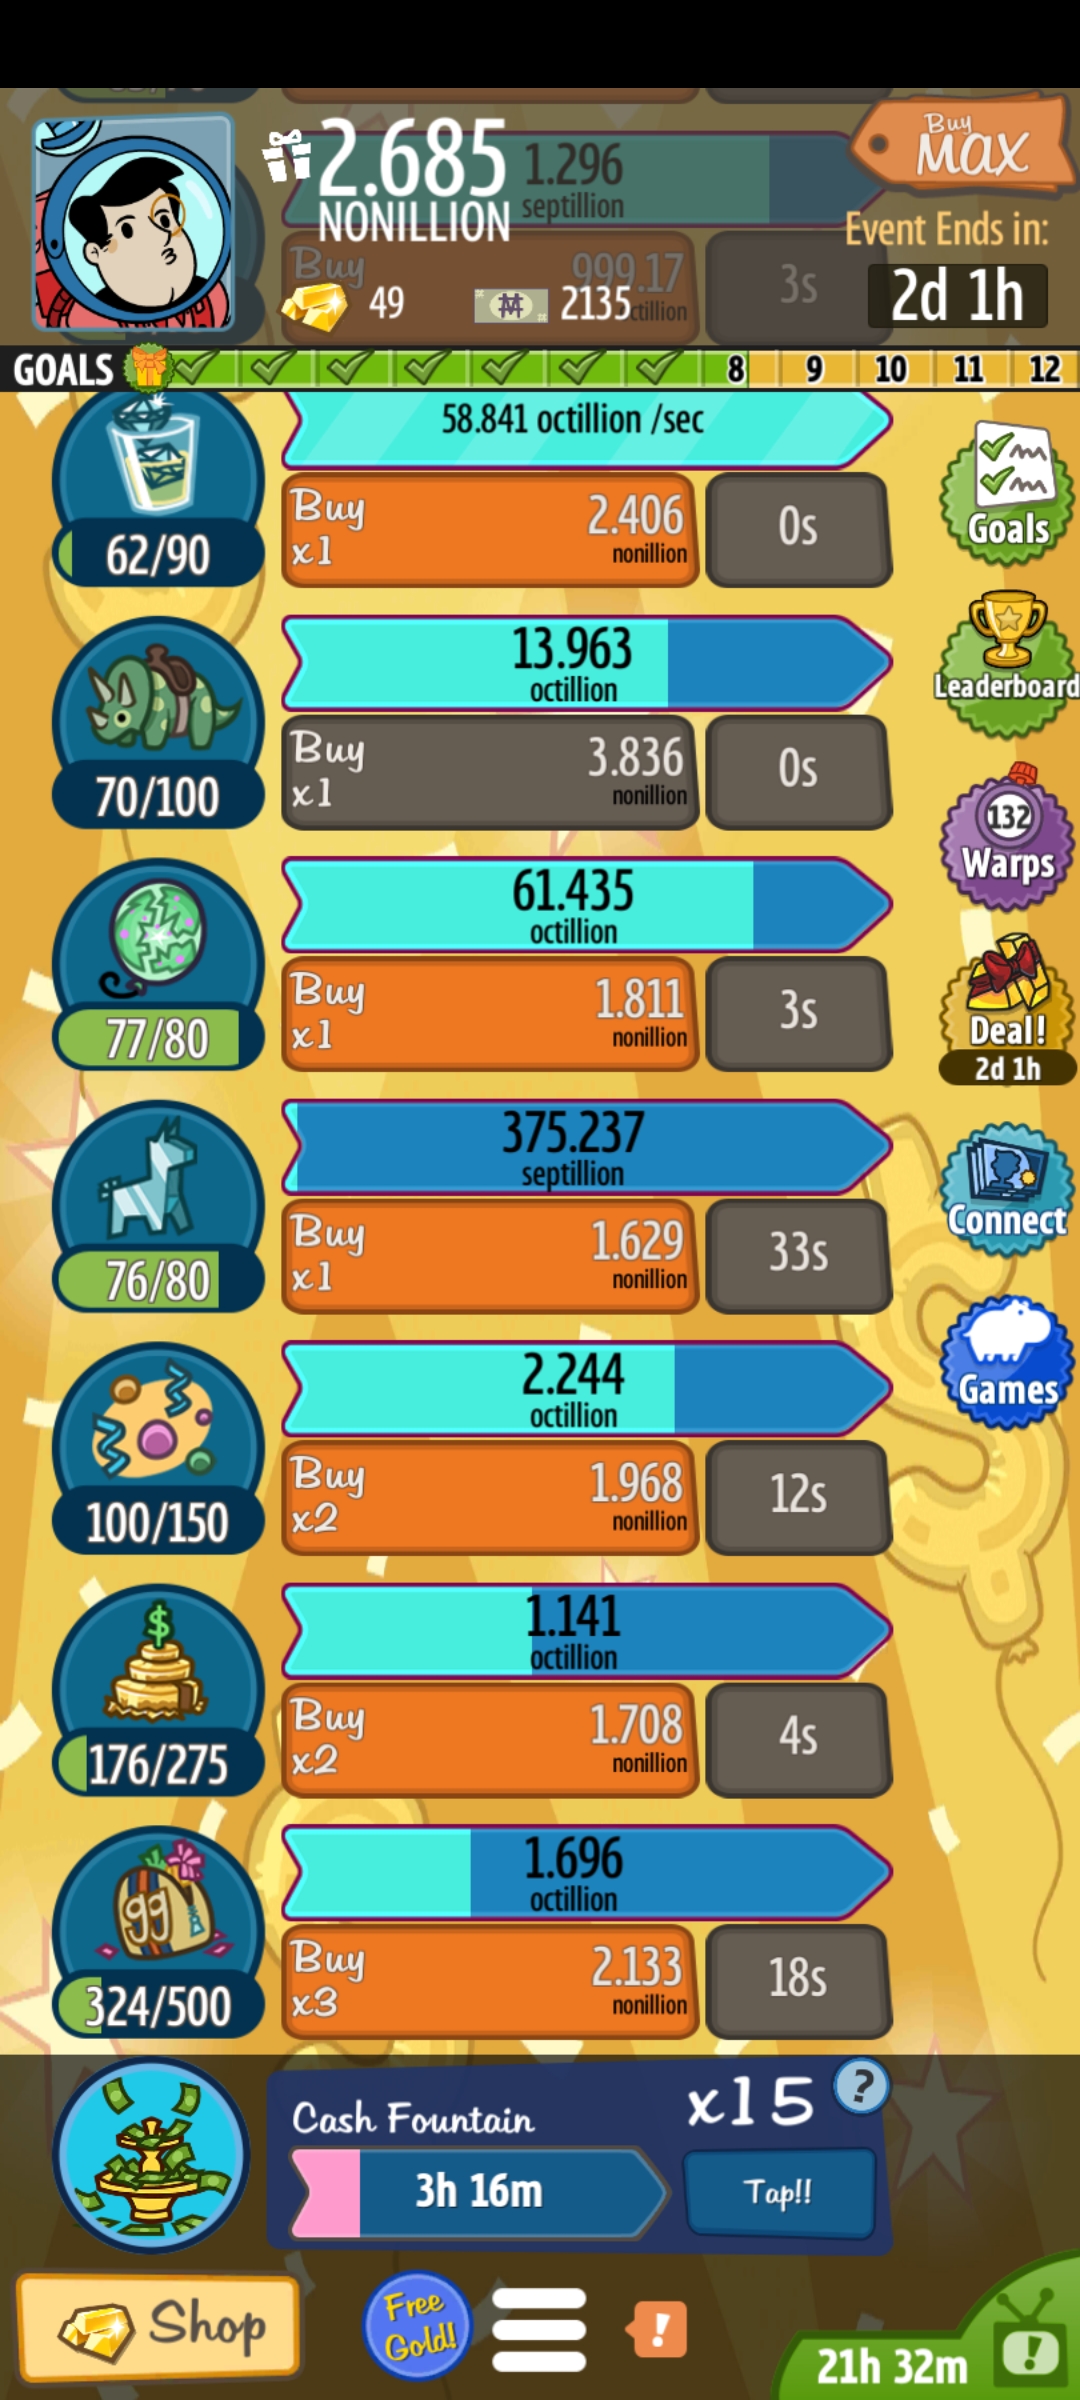 2.685
NONILLION
1.296
septillion
Buy
MAX
Event Ends in:
2d 1h
Buy
999.17
3s
49
2135
GOALS
8 9 10 11 12
58.841 octillion /sec
Buy
x1
2.406
nonillion
0s
62/90
Goals
13.963
octillion
Buy
x1
3.836
nonillion
0s
70/100
Leaderboard
61.435
octillion
Buy
x1
1.811
nonillion
3s
77/80
132
Warps
Deal!
2d 1h
375.237
septillion
Buy
x1
1.629
nonillion
33s
76/80
Connect
2.244
octillion
Buy
x2
1.968
nonillion
12s
100/150
Games
$
1.141
octillion
Buy
x2
1.708
nonillion
4s
176/275
gg
1.696
octillion
Buy
x3
2.133
nonillion
18s
324/500
Cash Fountain
x15
?
3h 16m
Tap!!
Shop
Free
Gold!
!
21h 32m
!